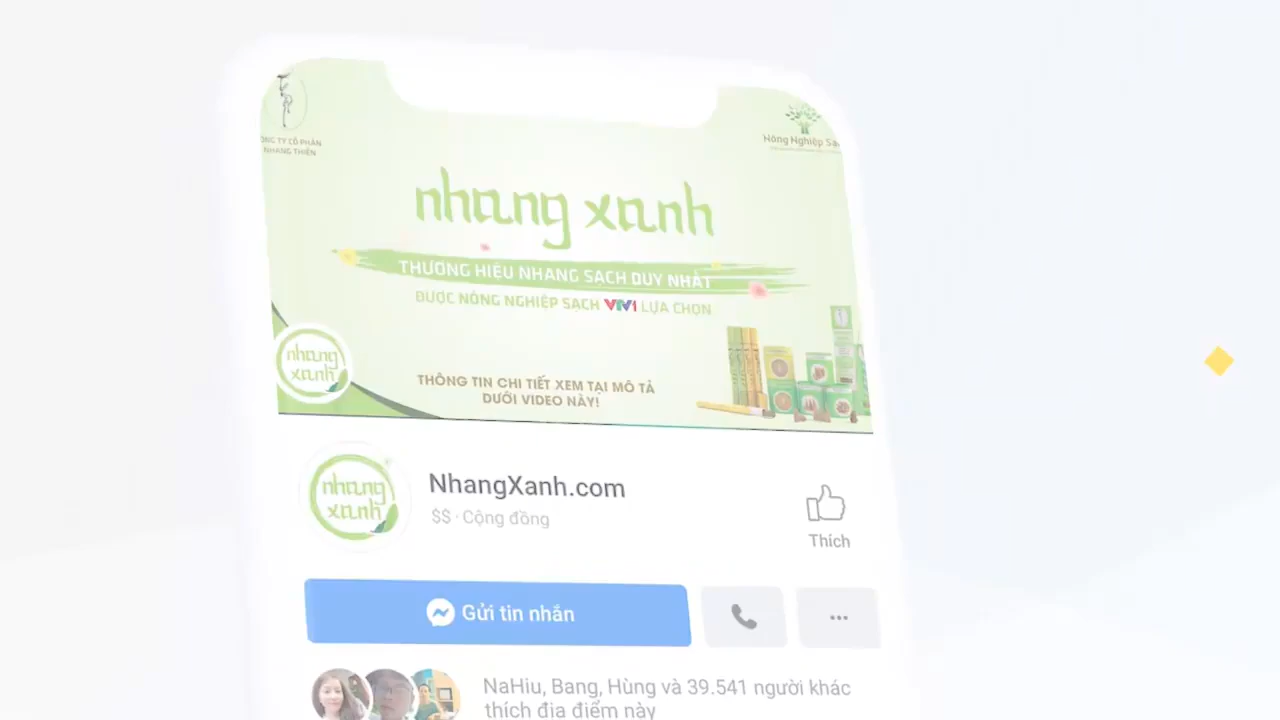 CÔNG TY CỔ PHẦN
NHANG THIỀN
Nông Nghiệp Sạ
nhang xanh
THƯƠNG HIỆU NHANG SẠCH DUY NHẤT
ĐƯỢC NÔNG NGHIỆP SẠCH VTV1 LỰA CHỌN
nhang
xanh
THÔNG TIN CHI TIẾT XEM TẠI MÔ TẢ
DƯỚI VIDEO NÀY!
nhang
xanh
NhangXanh.com
$$ · Cộng đồng
Thích
Gửi tin nhắn
NaHiu, Bang, Hùng và 39.541 người khác
thích địa điểm này